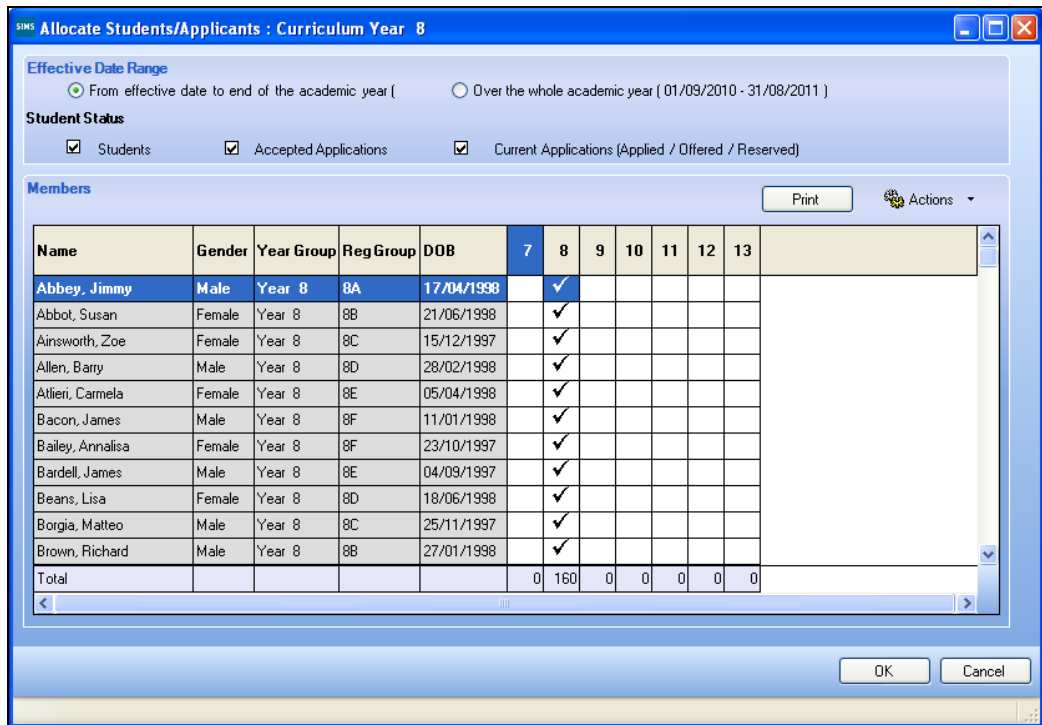 SIMS Allocate Students/Applicants : Curriculum Year 8
Effective Date Range
From effective date to end of the academic year ( Over the whole academic year ( 01/09/2010 - 31/08/2011 )
Student Status
Students Accepted Applications Current Applications (Applied / Offered / Reserved)
Members
Print Actions
Name Gender Year Group Reg Group DOB 7 8 9 10 11 12 13
Abbey, Jimmy Male Year 8 8A 17/04/1998
Abbot, Susan Female Year 8 8B 21/06/1998
Ainsworth, Zoe Female Year 8 8C 15/12/1997
Allen, Barry Male Year 8 8D 28/02/1998
Atlieri, Carmela Female Year 8 8E 05/04/1998
Bacon, James Male Year 8 8F 11/01/1998
Bailey, Annalisa Female Year 8 8F 23/10/1997
Bardell, James Male Year 8 8E 04/09/1997
Beans, Lisa Female Year 8 8D 18/06/1998
Borgia, Matteo Male Year 8 8C 25/11/1997
Brown, Richard Male Year 8 8B 27/01/1998
Total 0 160 0 0 0 0 0
OK Cancel